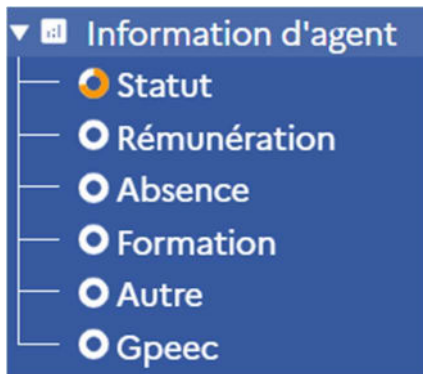 Information d'agent
Statut
Rémunération
Absence
Formation
Autre
Gpeec